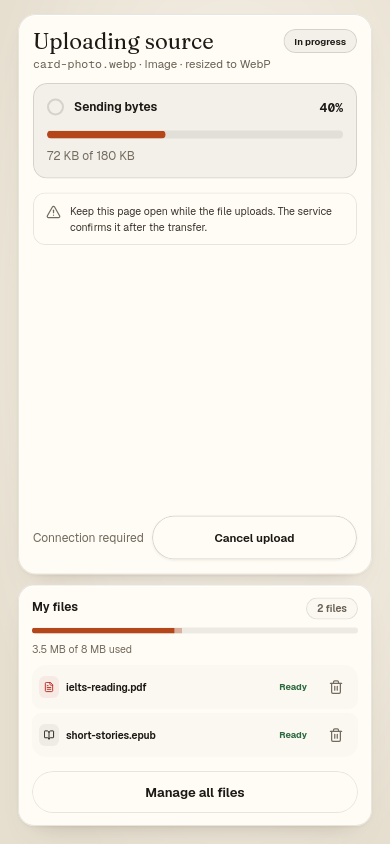 Uploading source
In progress
card-photo.webp · Image · resized to WebP
Sending bytes
40%
72 KB of 180 KB
Keep this page open while the file uploads. The service
confirms it after the transfer.
Connection required
Cancel upload
My files
2 files
3.5 MB of 8 MB used
ielts-reading.pdf
Ready
short-stories.epub
Ready
Manage all files